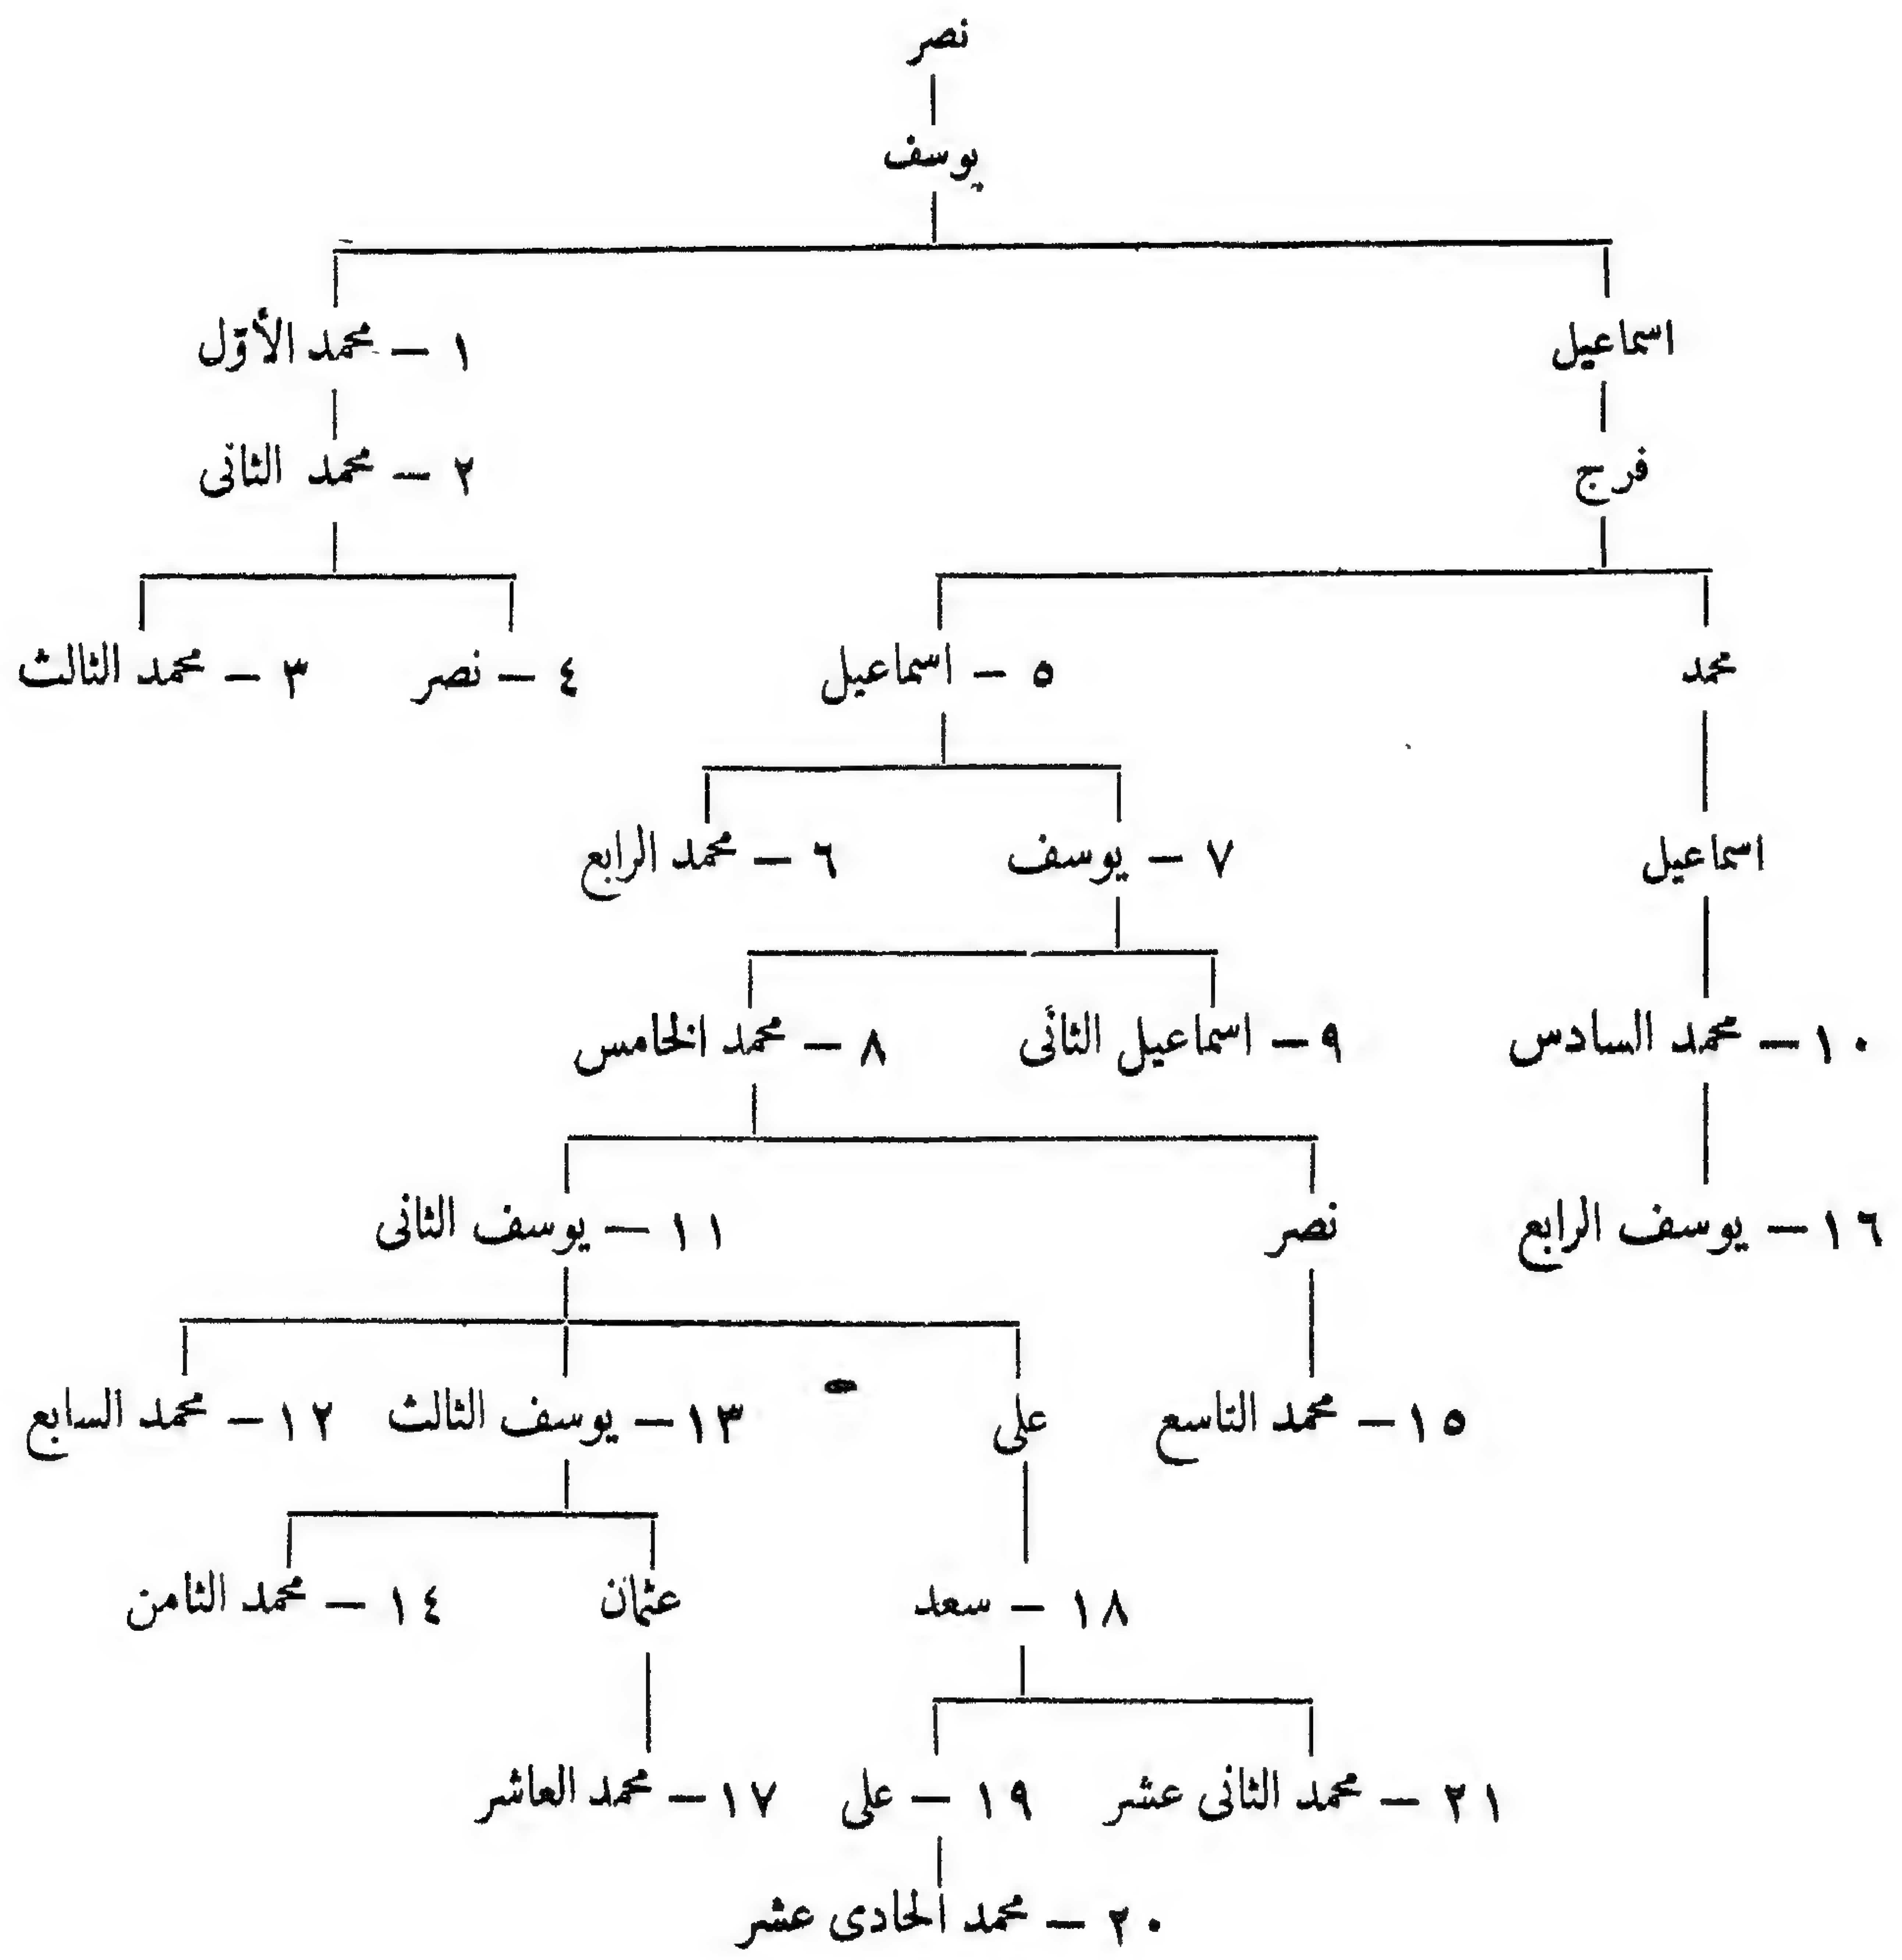 نصر
يوسف
اسماعيل
١ — محمد الأوّل
فرج
٢ — محمد الثانى
محمد
٥ — اسماعيل
٤ — نصر
٣ — محمد الثالث
اسماعيل
٧ — يوسف
٦ — محمد الرابع
١٠ — محمد السادس
٩ — اسماعيل الثانى
٨ — محمد الخامس
١٦ — يوسف الرابع
نصر
١١ — يوسف الثانى
١٥ — محمد التاسع
على
١٣ — يوسف الثالث
١٢ — محمد السابع
١٨ — سعد
عثمان
١٤ — محمد الثامن
٢١ — محمد الثانى عشر
١٩ — على
١٧ — محمد العاشر
٢٠ — محمد الحادى عشر